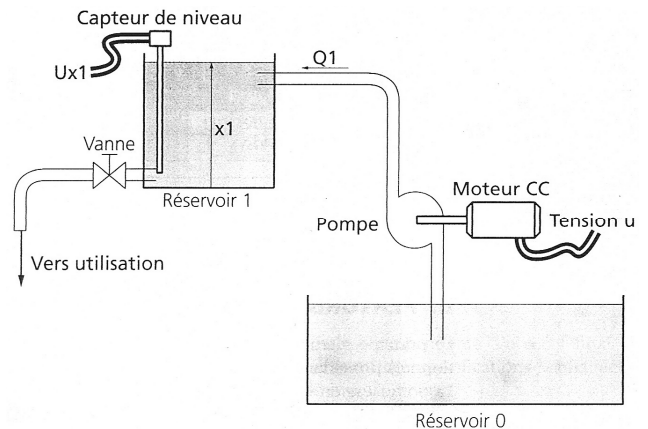 Capteur de niveau
Ux1
Q1
x1
Vanne
Réservoir 1
Moteur CC
Pompe
Tension u
Vers utilisation
Réservoir 0